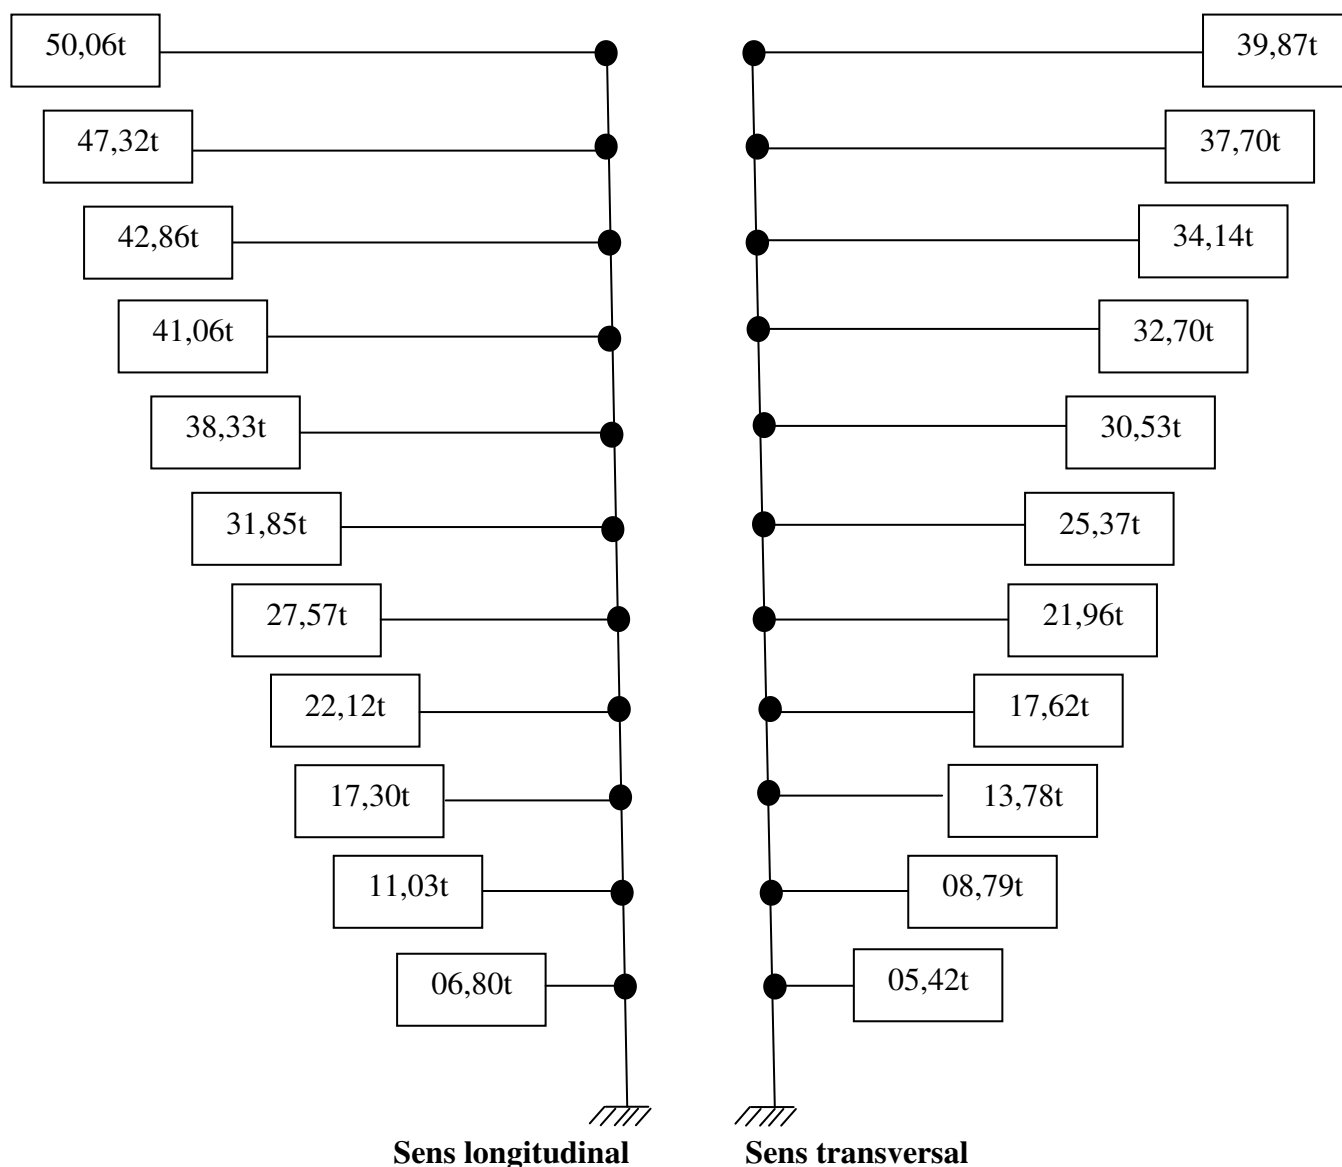 50,06t 39,87t
47,32t 37,70t
42,86t 34,14t
41,06t 32,70t
38,33t 30,53t
31,85t 25,37t
27,57t 21,96t
22,12t 17,62t
17,30t 13,78t
11,03t 08,79t
06,80t 05,42t
Sens longitudinal Sens transversal